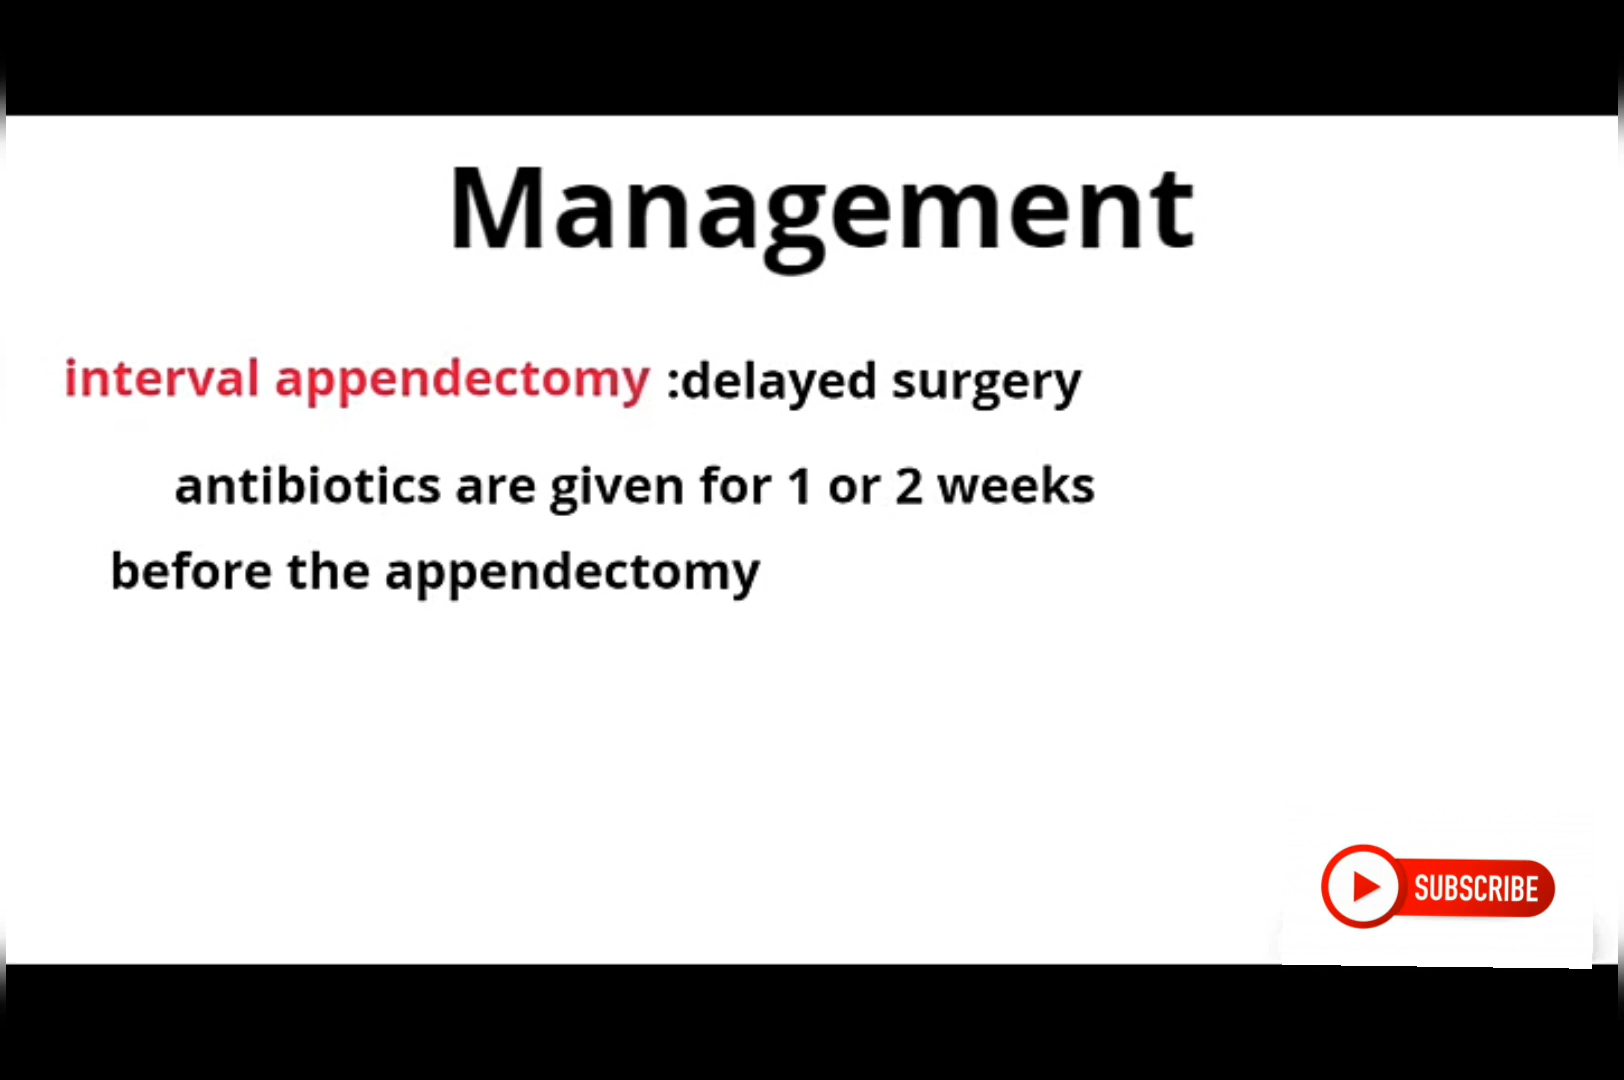 Management
interval appendectomy :delayed surgery
antibiotics are given for 1 or 2 weeks
before the appendectomy
SUBSCRIBE